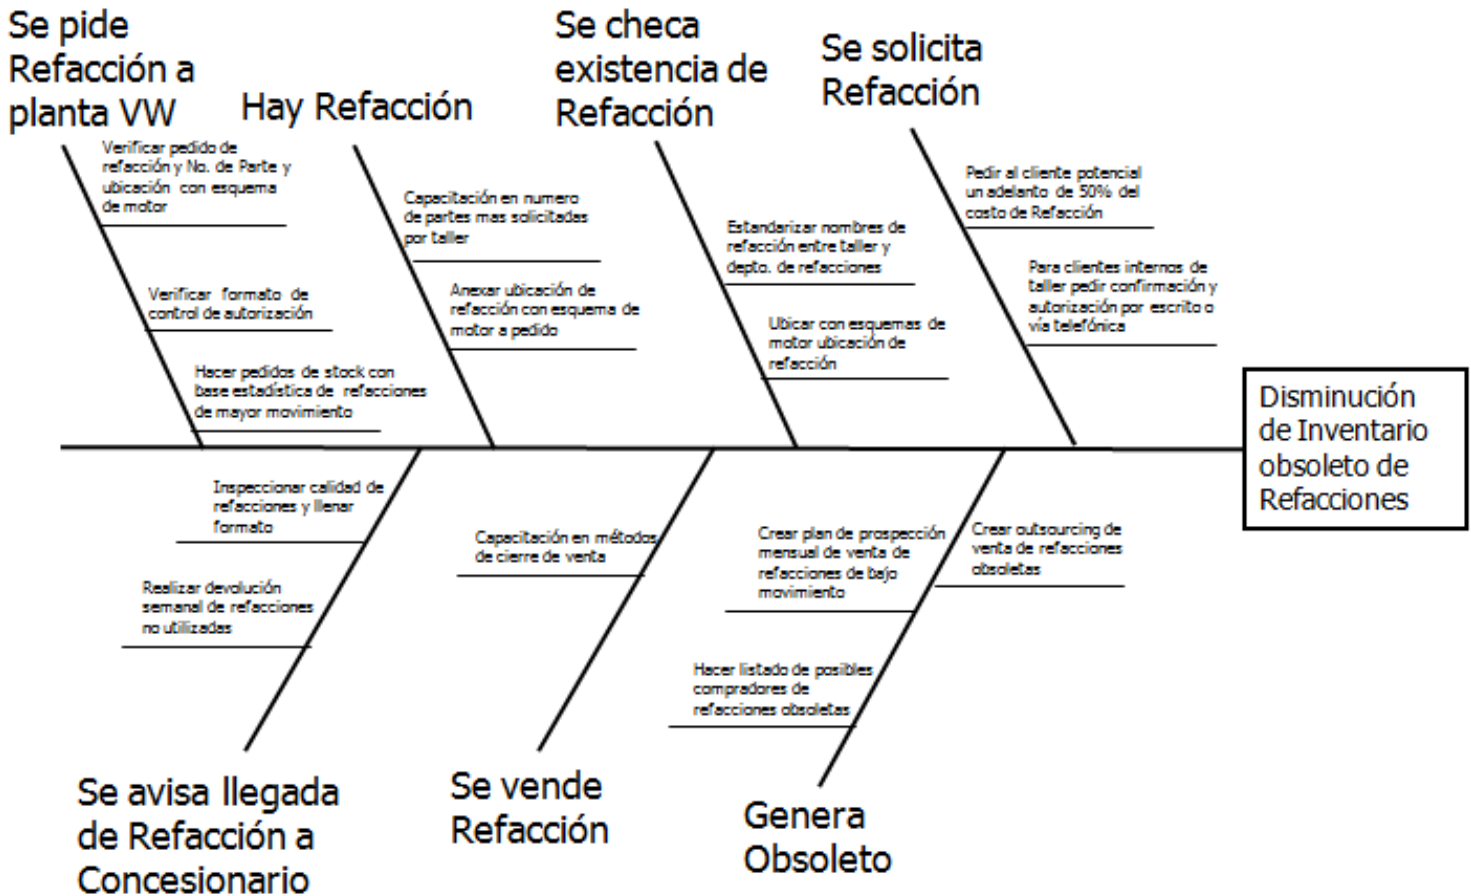 Se pide
Refacción a
planta VW
Hay Refacción
Se checa
existencia de
Refacción
Se solicita
Refacción
Verificar pedido de
refacción y No. de Parte y
ubicación con esquema
de motor
Verificar formato de
control de autorización
Hacer pedidos de stock con
base estadística de refacciones
de mayor movimiento
Capacitación en numero
de partes mas solicitadas
por taller
Anexar ubicación de
refacción con esquema de
motor a pedido
Estandarizar nombres de
refacción entre taller y
depto. de refacciones
Ubicar con esquemas de
motor ubicación de
refacción
Pedir al cliente potencial
un adelanto de 50% del
costo de Refacción
Para clientes internos de
taller pedir confirmación y
autorización por escrito o
vía telefónica
Disminución
de Inventario
obsoleto de
Refacciones
Inspeccionar calidad de
refacciones y llenar
formato
Realizar devolución
semanal de refacciones
no utilizadas
Capacitación en métodos
de cierre de venta
Crear plan de prospección
mensual de venta de
refacciones de bajo
movimiento
Crear outsourcing de
venta de refacciones
obsoletas
Hacer listado de posibles
compradores de
refacciones obsoletas
Se avisa llegada
de Refacción a
Concesionario
Se vende
Refacción
Genera
Obsoleto